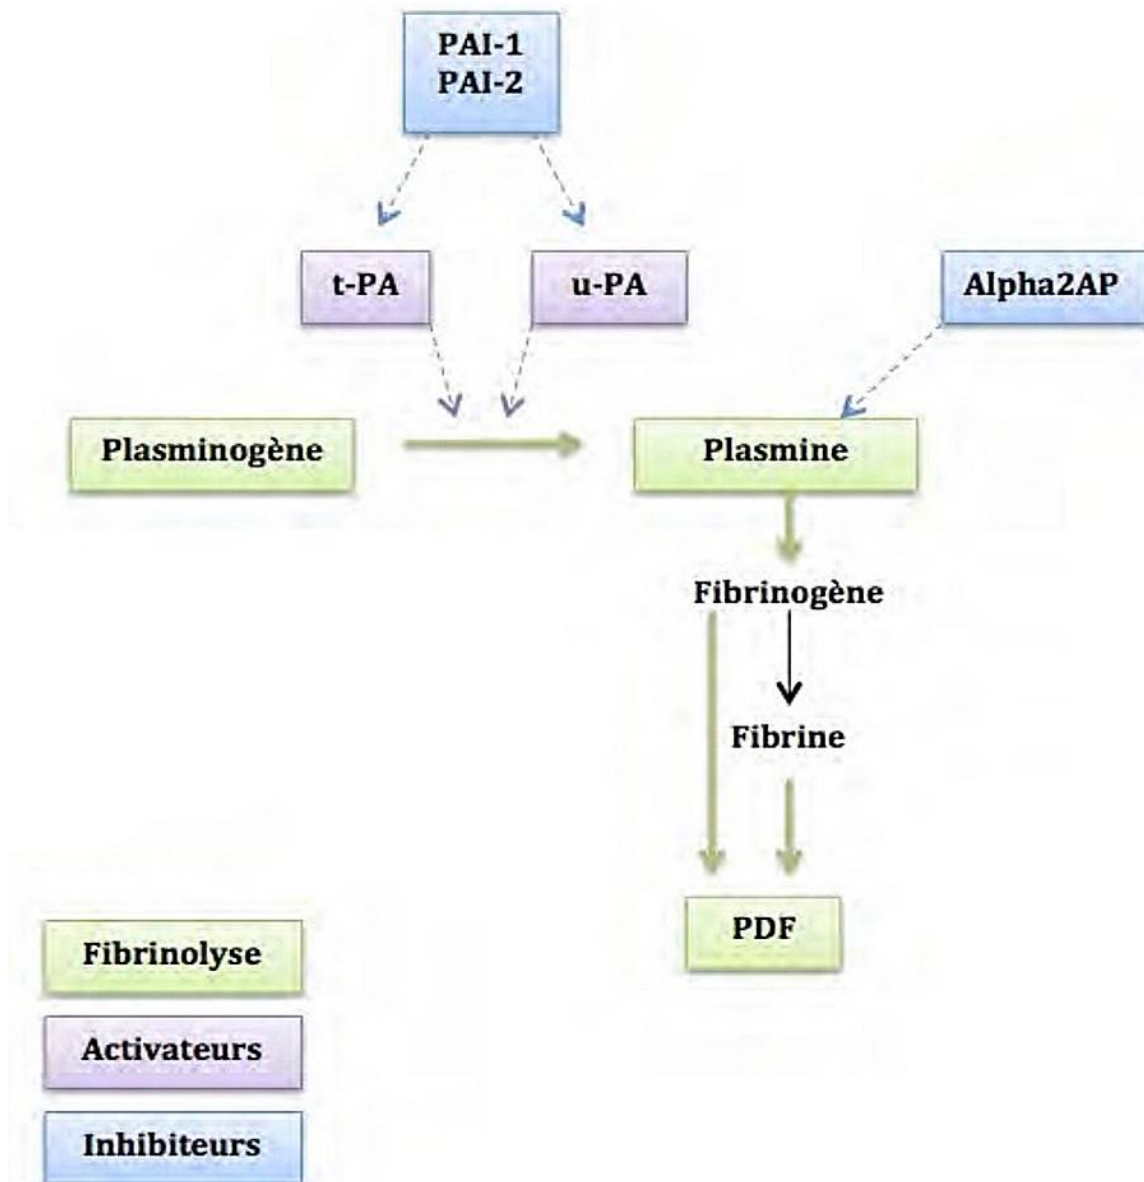 PAI-1
PAI-2
t-PA
u-PA
Alpha2AP
Plasminogène
Plasmine
Fibrinogène
Fibrine
PDF
Fibrinolyse
Activateurs
Inhibiteurs